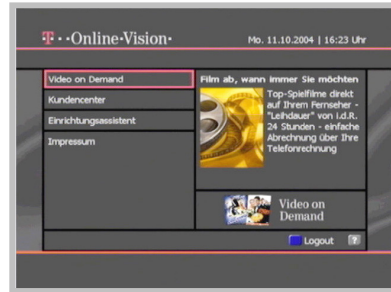 T··Online·Vision·
Mo. 11.10.2004 | 16:23 Uhr
Video on Demand
Kundencenter
Einrichtungsassistent
Impressum
Film ab, wann immer Sie möchten
Top-Spielfilme direkt
auf Ihrem Fernseher -
"Leihdauer" von i.d.R.
24 Stunden - einfache
Abrechnung über Ihre
Telefonrechnung
Video on
Demand
Logout ?